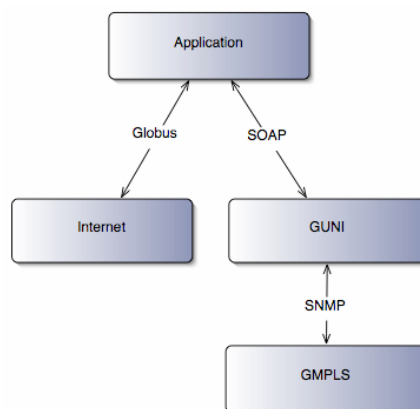 Application
Globus
SOAP
Internet
GUNI
SNMP
GMPLS